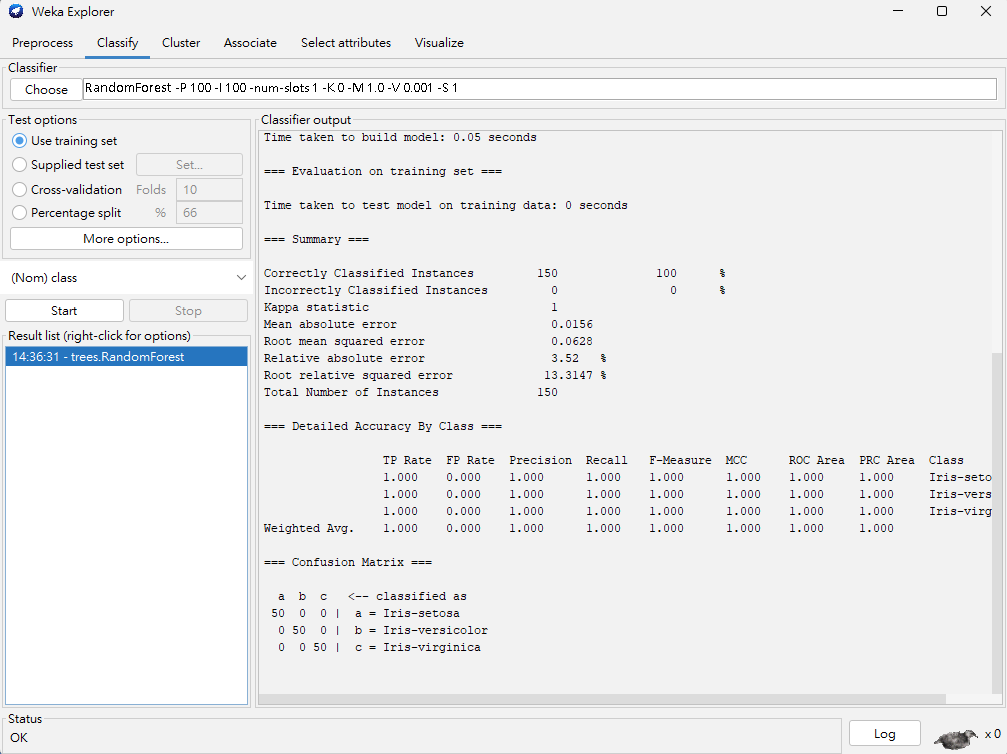 Weka Explorer
Preprocess Classify Cluster Associate Select attributes Visualize
Classifier
Choose RandomForest -P 100 -I 100 -num-slots 1 -K 0 -M 1.0 -V 0.001 -S 1
Test options
Use training set
Supplied test set Set...
Cross-validation Folds 10
Percentage split % 66
More options...
(Nom) class
Start Stop
Result list (right-click for options)
14:36:31 - trees.RandomForest
Classifier output
Time taken to build model: 0.05 seconds
=== Evaluation on training set ===
Time taken to test model on training data: 0 seconds
=== Summary ===
Correctly Classified Instances 150 100 %
Incorrectly Classified Instances 0 0 %
Kappa statistic 1
Mean absolute error 0.0156
Root mean squared error 0.0628
Relative absolute error 3.52 %
Root relative squared error 13.3147 %
Total Number of Instances 150
=== Detailed Accuracy By Class ===
TP Rate FP Rate Precision Recall F-Measure MCC ROC Area PRC Area Class
1.000 0.000 1.000 1.000 1.000 1.000 1.000 1.000 Iris-seto
1.000 0.000 1.000 1.000 1.000 1.000 1.000 1.000 Iris-vers
1.000 0.000 1.000 1.000 1.000 1.000 1.000 1.000 Iris-virg
Weighted Avg. 1.000 0.000 1.000 1.000 1.000 1.000 1.000 1.000
=== Confusion Matrix ===
a b c <-- classified as
50 0 0 | a = Iris-setosa
0 50 0 | b = Iris-versicolor
0 0 50 | c = Iris-virginica
Status
OK
Log x 0